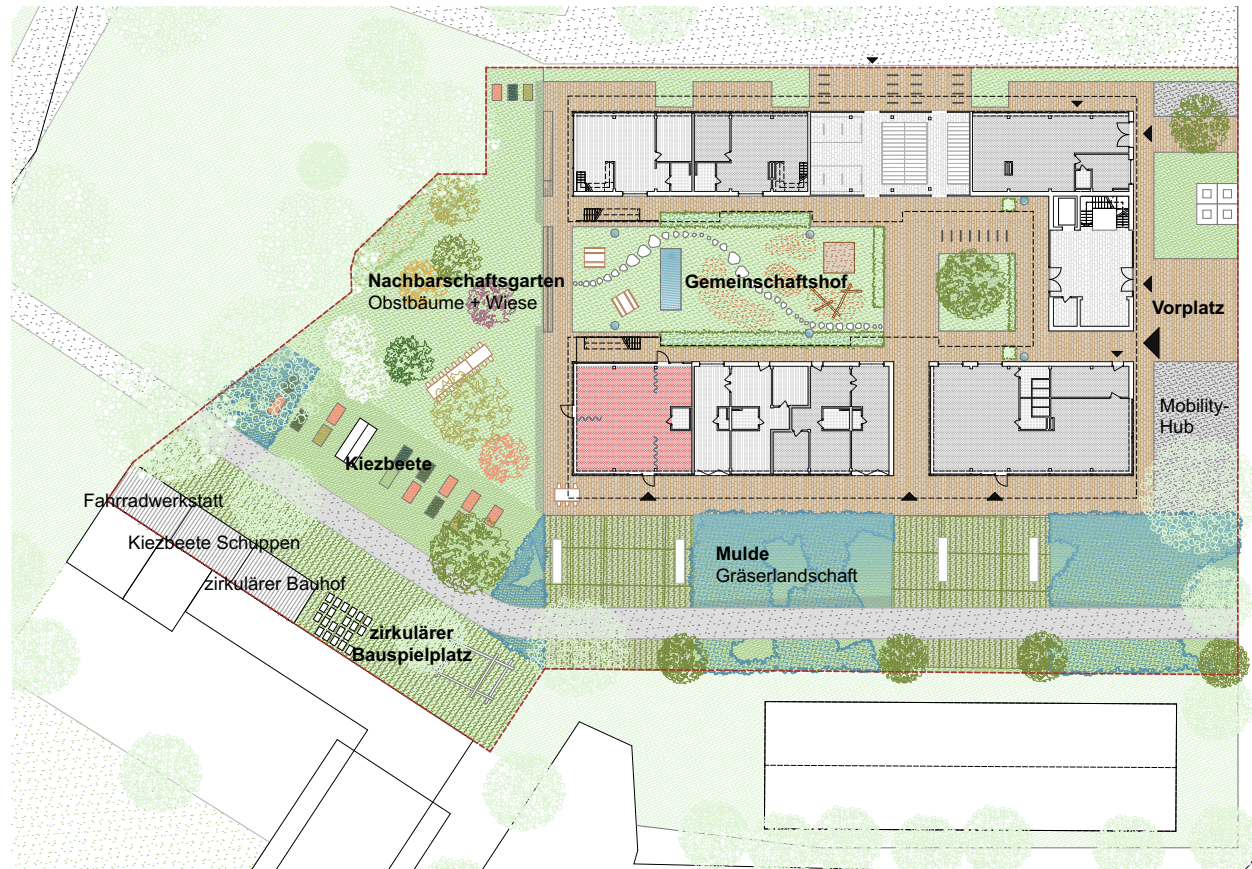 Nachbarschaftsgarten
Obstbäume + Wiese
Gemeinschaftshof
Vorplatz
Mobility-
Hub
Kiezbeete
Fahrradwerkstatt
Kiezbeete Schuppen
zirkulärer Bauhof
Mulde
Gräserlandschaft
zirkulärer
Bauspielplatz